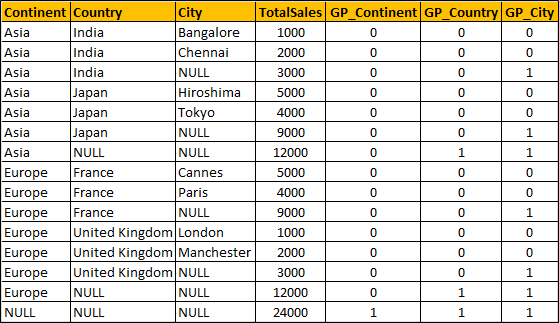 Continent Country City TotalSales GP_Continent GP_Country GP_City
Asia India Bangalore 1000 0 0 0
Asia India Chennai 2000 0 0 0
Asia India NULL 3000 0 0 1
Asia Japan Hiroshima 5000 0 0 0
Asia Japan Tokyo 4000 0 0 0
Asia Japan NULL 9000 0 0 1
Asia NULL NULL 12000 0 1 1
Europe France Cannes 5000 0 0 0
Europe France Paris 4000 0 0 0
Europe France NULL 9000 0 0 1
Europe United Kingdom London 1000 0 0 0
Europe United Kingdom Manchester 2000 0 0 0
Europe United Kingdom NULL 3000 0 0 1
Europe NULL NULL 12000 0 1 1
NULL NULL NULL 24000 1 1 1